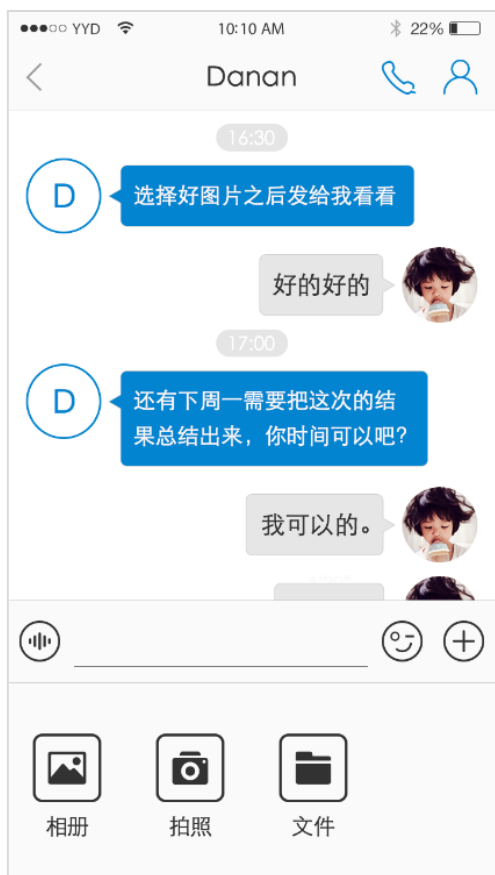 YYD 10:10 AM 22%
Danan
16:30
D
选择好图片之后发给我看看
好的好的
17:00
D
还有下周一需要把这次的结
果总结出来，你时间可以吧?
我可以的。
相册 拍照 文件